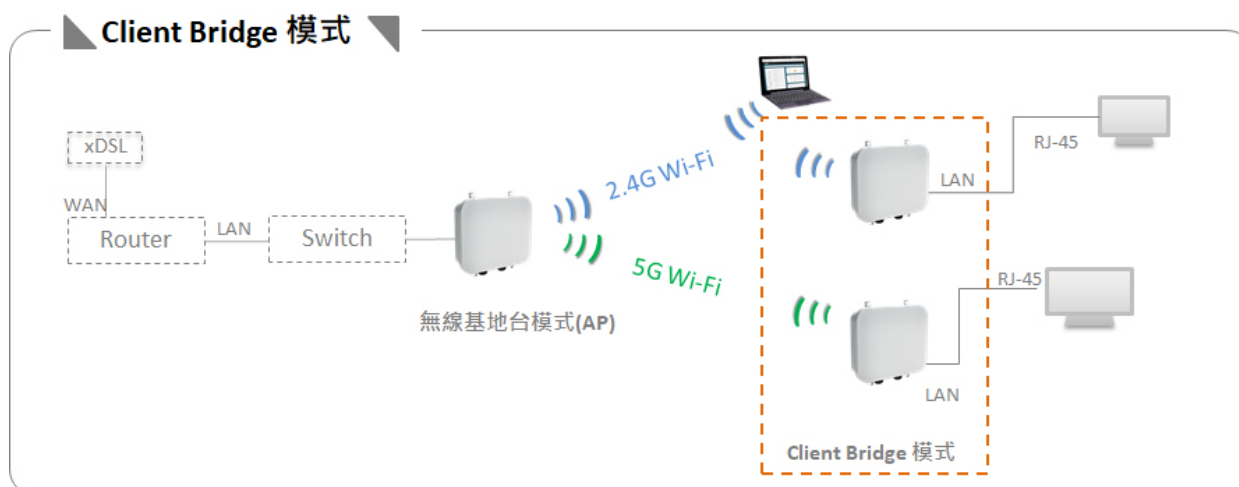 Client Bridge 模式
xDSL
WAN
Router
LAN
Switch
無線基地台模式(AP)
2.4G Wi-Fi
5G Wi-Fi
LAN
RJ-45
RJ-45
LAN
Client Bridge 模式